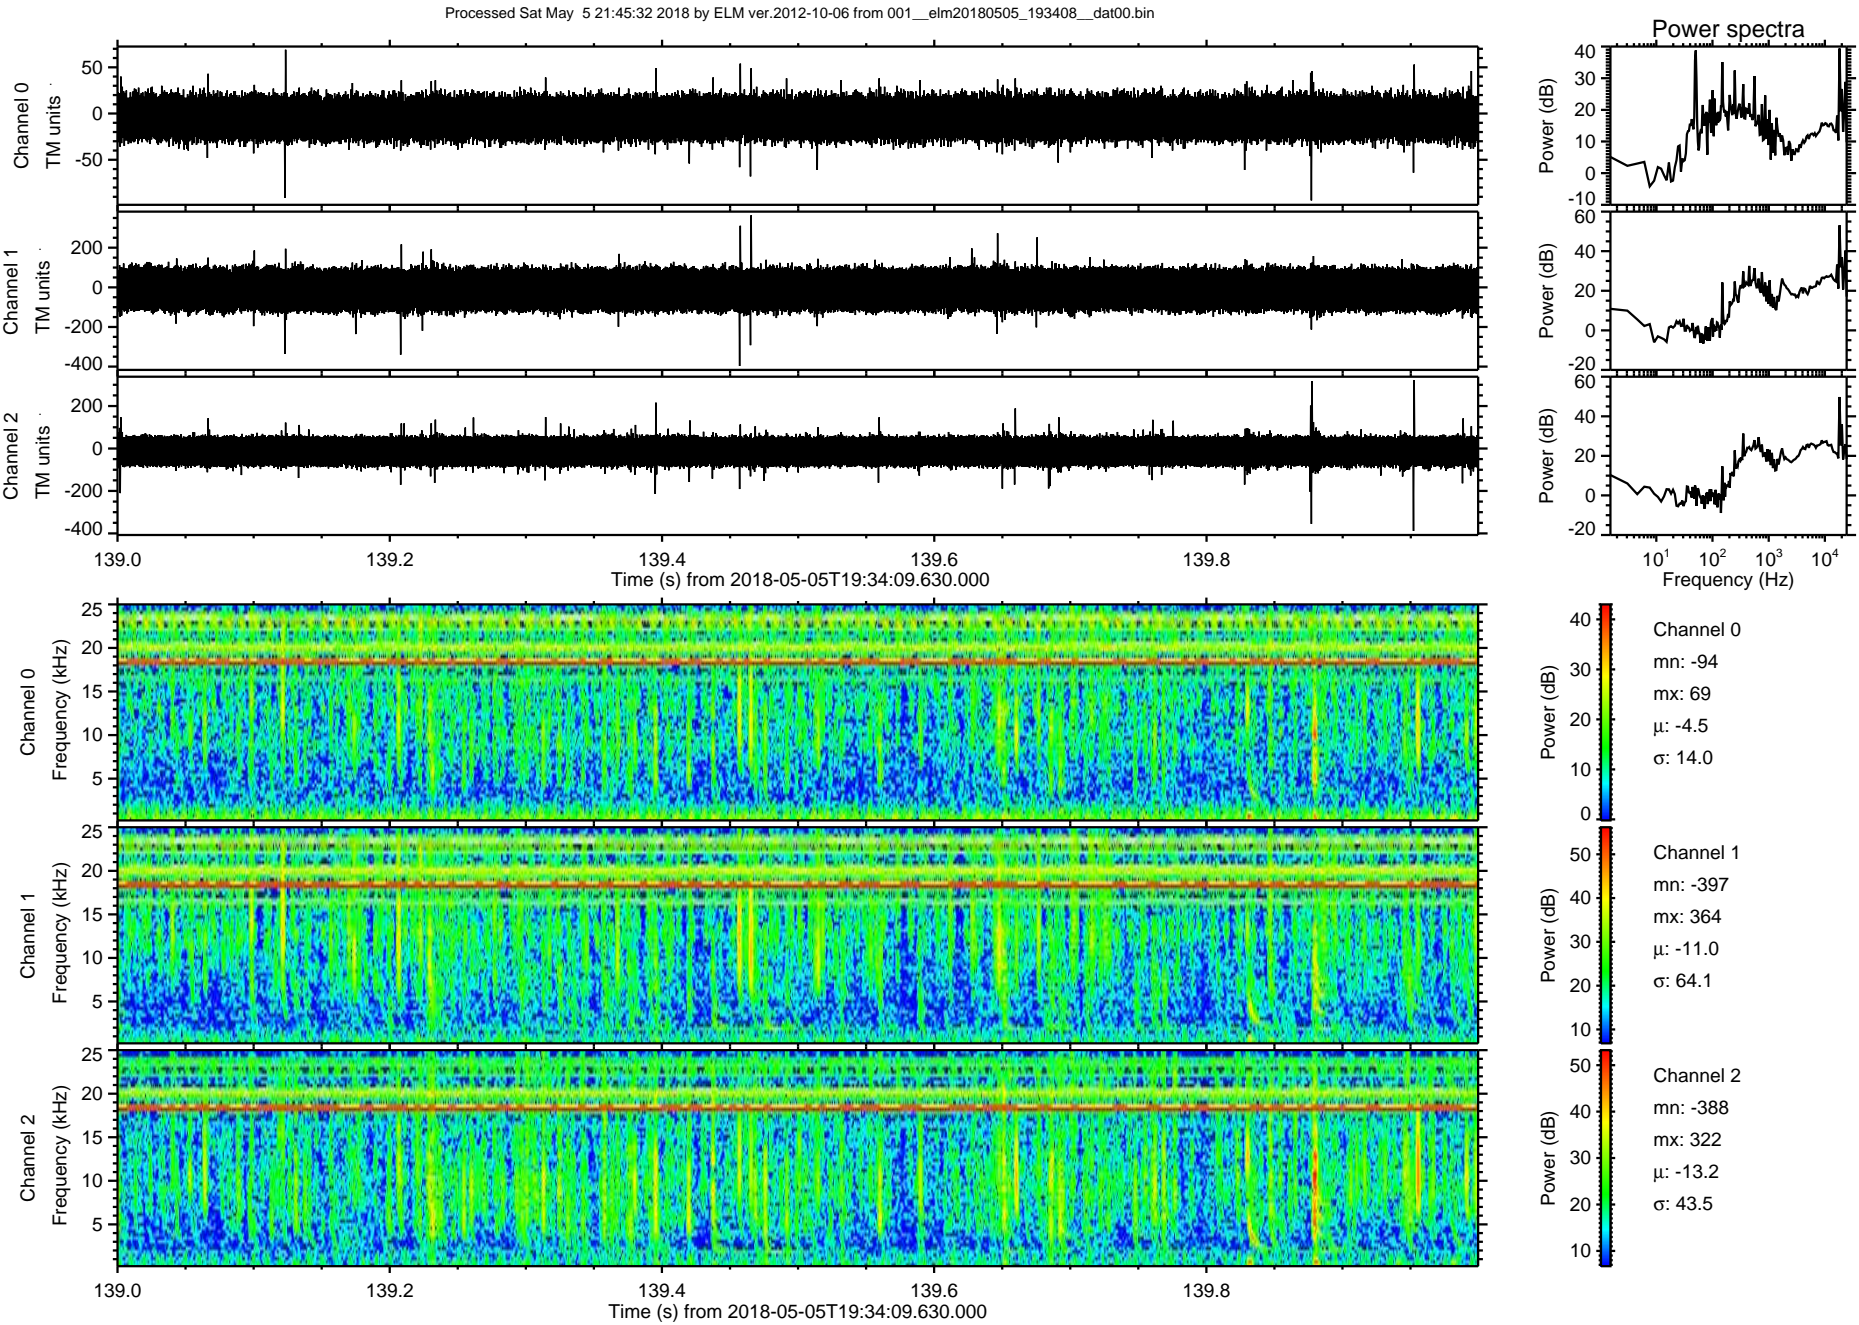 Processed Sat May  5 21:45:32 2018 by ELM ver.2012-10-06 from 001__elm20180505_193408__dat00.bin
Power spectra
Channel 0
TM units
50
0
-50
Power (dB)
40
30
20
10
0
-10
Channel 1
TM units
200
0
-200
-400
Power (dB)
60
40
20
0
-20
Channel 2
TM units
200
0
-200
-400
Power (dB)
60
40
20
0
-20
139.0 139.2 139.4 139.6 139.8
Time (s) from 2018-05-05T19:34:09.630.000
10^1 10^2 10^3 10^4
Frequency (Hz)
Channel 0
Frequency (kHz)
25
20
15
10
5
Power (dB)
40
30
20
10
0
Channel 0
mn: -94
mx: 69
μ: -4.5
σ: 14.0
Channel 1
Frequency (kHz)
25
20
15
10
5
Power (dB)
50
40
30
20
10
Channel 1
mn: -397
mx: 364
μ: -11.0
σ: 64.1
Channel 2
Frequency (kHz)
25
20
15
10
5
Power (dB)
50
40
30
20
10
Channel 2
mn: -388
mx: 322
μ: -13.2
σ: 43.5
139.0 139.2 139.4 139.6 139.8
Time (s) from 2018-05-05T19:34:09.630.000